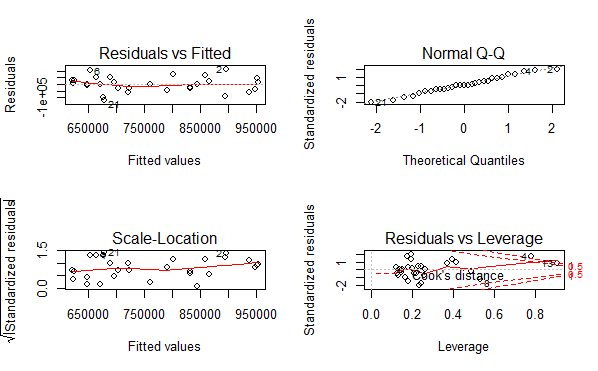 Residuals vs Fitted
Residuals
-1e+05
6
2
21
650000 750000 850000 950000
Fitted values
Normal Q-Q
Standardized residuals
-2 1
21
4
2
-2 -1 0 1 2
Theoretical Quantiles
Scale-Location
√|Standardized residuals|
0.0 1.5
21
2
650000 750000 850000 950000
Fitted values
Residuals vs Leverage
Standardized residuals
-2 1
4
13
8
Cook's distance
0.5
0.5
0.0 0.2 0.4 0.6 0.8
Leverage